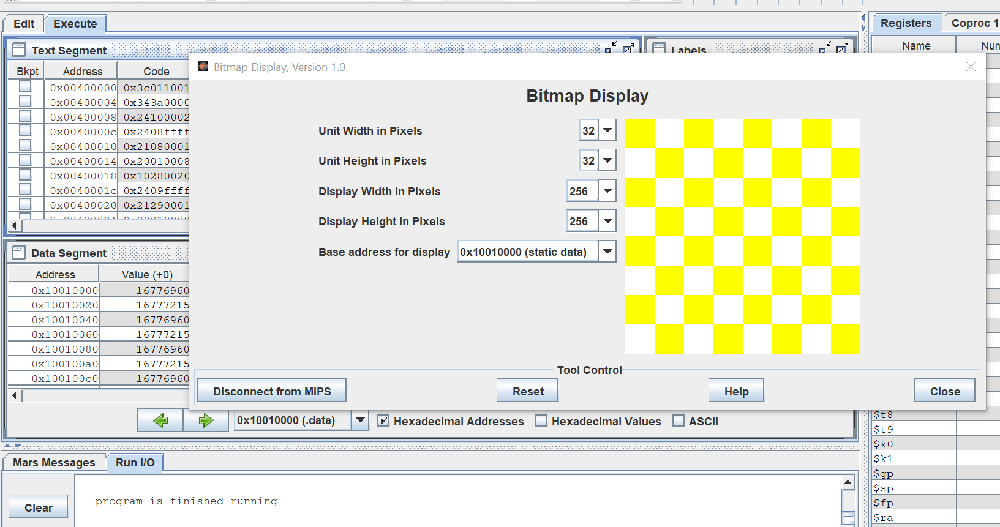 Edit Execute
Registers Coproc 1
Text Segment
Labels
Name
Bkpt Address Code
0x00400000 0x3c011001
0x00400004 0x343a0000
0x00400008 0x24100002
0x0040000c 0x2408ffff
0x00400010 0x21080001
0x00400014 0x20010008
0x00400018 0x10280020
0x0040001c 0x2409ffff
0x00400020 0x21290001
Bitmap Display, Version 1.0
Bitmap Display
Unit Width in Pixels 32
Unit Height in Pixels 32
Display Width in Pixels 256
Display Height in Pixels 256
Base address for display 0x10010000 (static data)
Tool Control
Disconnect from MIPS Reset Help Close
Data Segment
Address Value (+0)
0x10010000 16776960
0x10010020 16777215
0x10010040 16776960
0x10010060 16777215
0x10010080 16776960
0x100100a0 16777215
0x100100c0 16776960
0x10010000 (.data) Hexadecimal Addresses Hexadecimal Values ASCII
$t8
$t9
$k0
$k1
$gp
$sp
$fp
$ra
Mars Messages Run I/O
Clear
-- program is finished running --